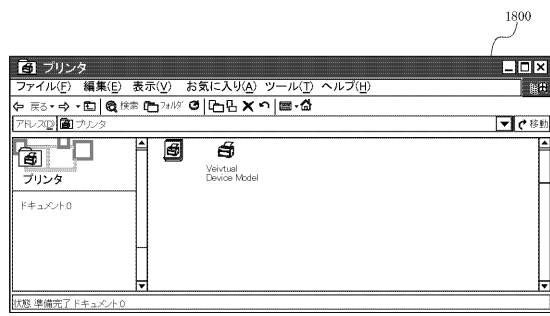 1800
プリンタ
ファイル(F) 編集(E) 表示(V) お気に入り(A) ツール(T) ヘルプ(H)
戻る 検索 フォルダ
アドレス(D) プリンタ 移動
プリンタ
ドキュメント:0
Veivtual
Device Model
状態 準備完了 ドキュメント:0